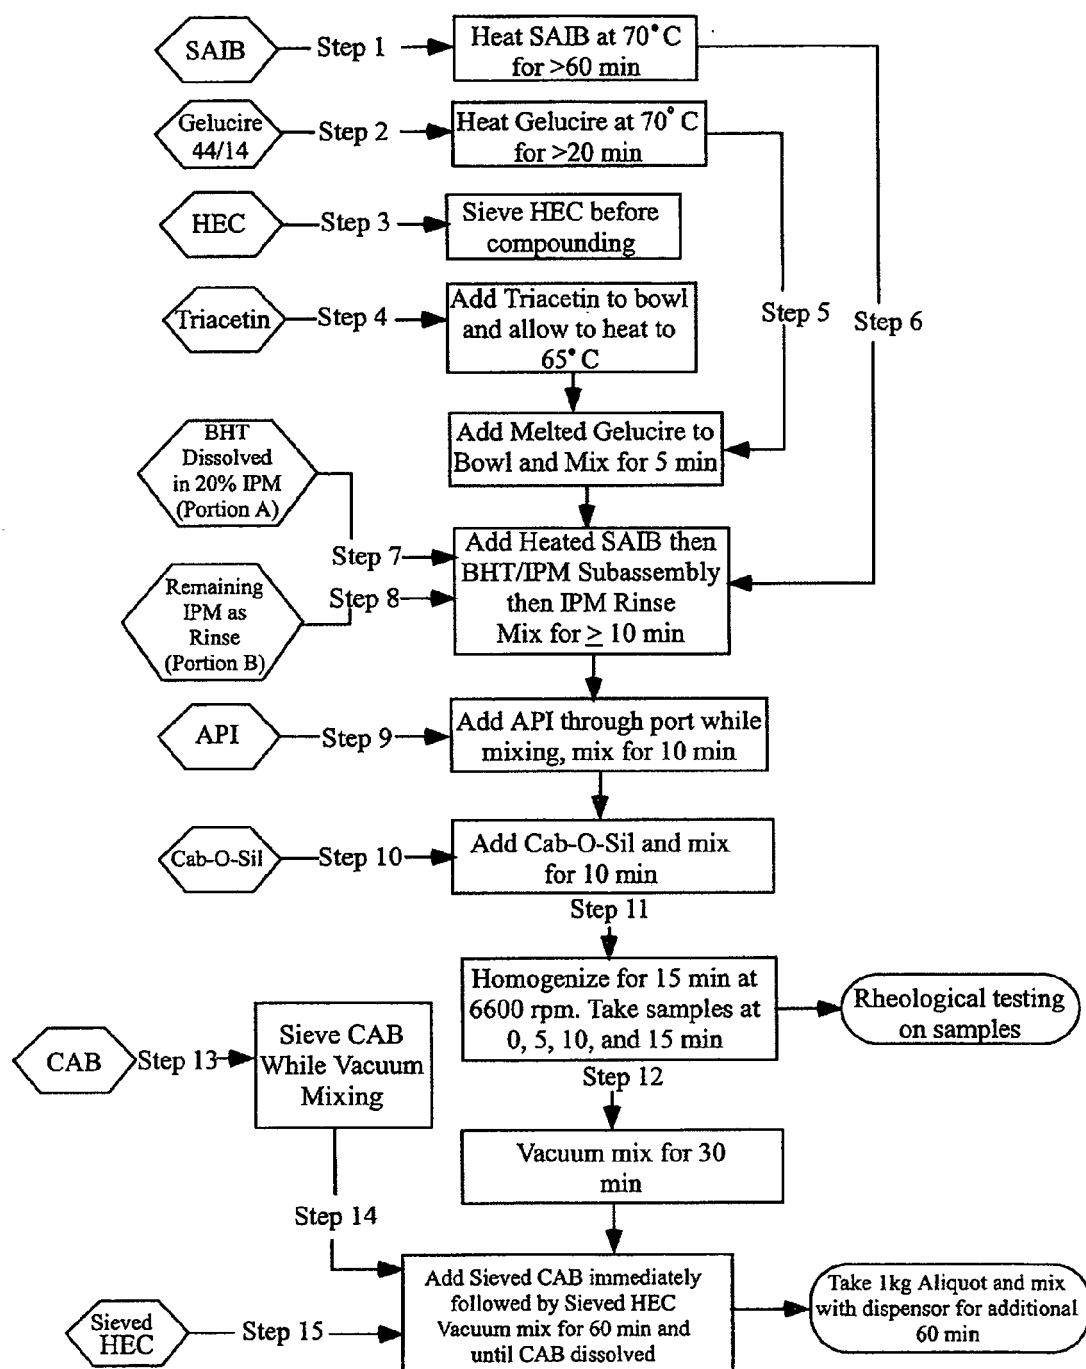 SAIB
Step 1
Heat SAIB at 70° C
for >60 min
Gelucire
44/14
Step 2
Heat Gelucire at 70° C
for >20 min
HEC
Step 3
Sieve HEC before
compounding
Triacetin
Step 4
Add Triacetin to bowl
and allow to heat to
65° C
Step 5
Step 6
Add Melted Gelucire to
Bowl and Mix for 5 min
BHT
Dissolved
in 20% IPM
(Portion A)
Step 7
Remaining
IPM as
Rinse
(Portion B)
Step 8
Add Heated SAIB then
BHT/IPM Subassembly
then IPM Rinse
Mix for ≥ 10 min
API
Step 9
Add API through port while
mixing, mix for 10 min
Cab-O-Sil
Step 10
Add Cab-O-Sil and mix
for 10 min
Step 11
Homogenize for 15 min at
6600 rpm. Take samples at
0, 5, 10, and 15 min
Rheological testing
on samples
Step 12
CAB
Step 13
Sieve CAB
While Vacuum
Mixing
Vacuum mix for 30
min
Step 14
Sieved
HEC
Step 15
Add Sieved CAB immediately
followed by Sieved HEC
Vacuum mix for 60 min and
until CAB dissolved
Take 1kg Aliquot and mix
with dispensor for additional
60 min